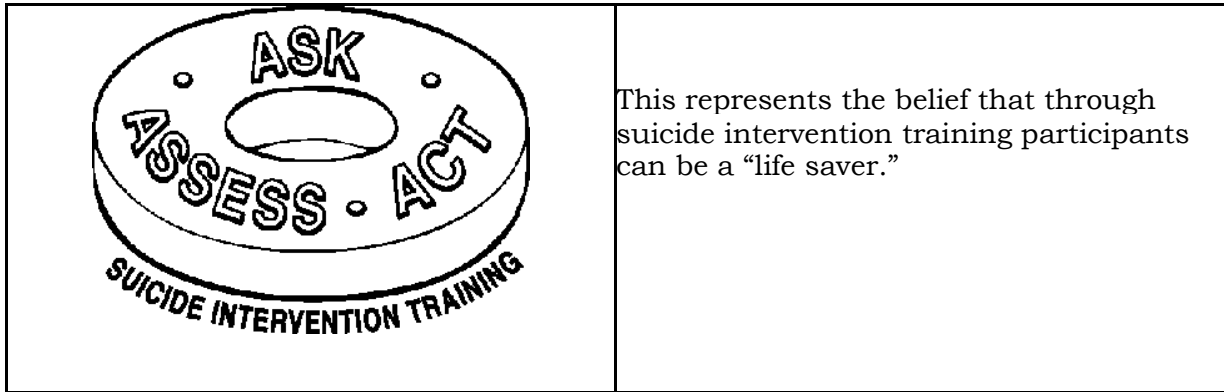 ASK
ASSESS • ACT
SUICIDE INTERVENTION TRAINING
This represents the belief that through
suicide intervention training participants
can be a “life saver.”